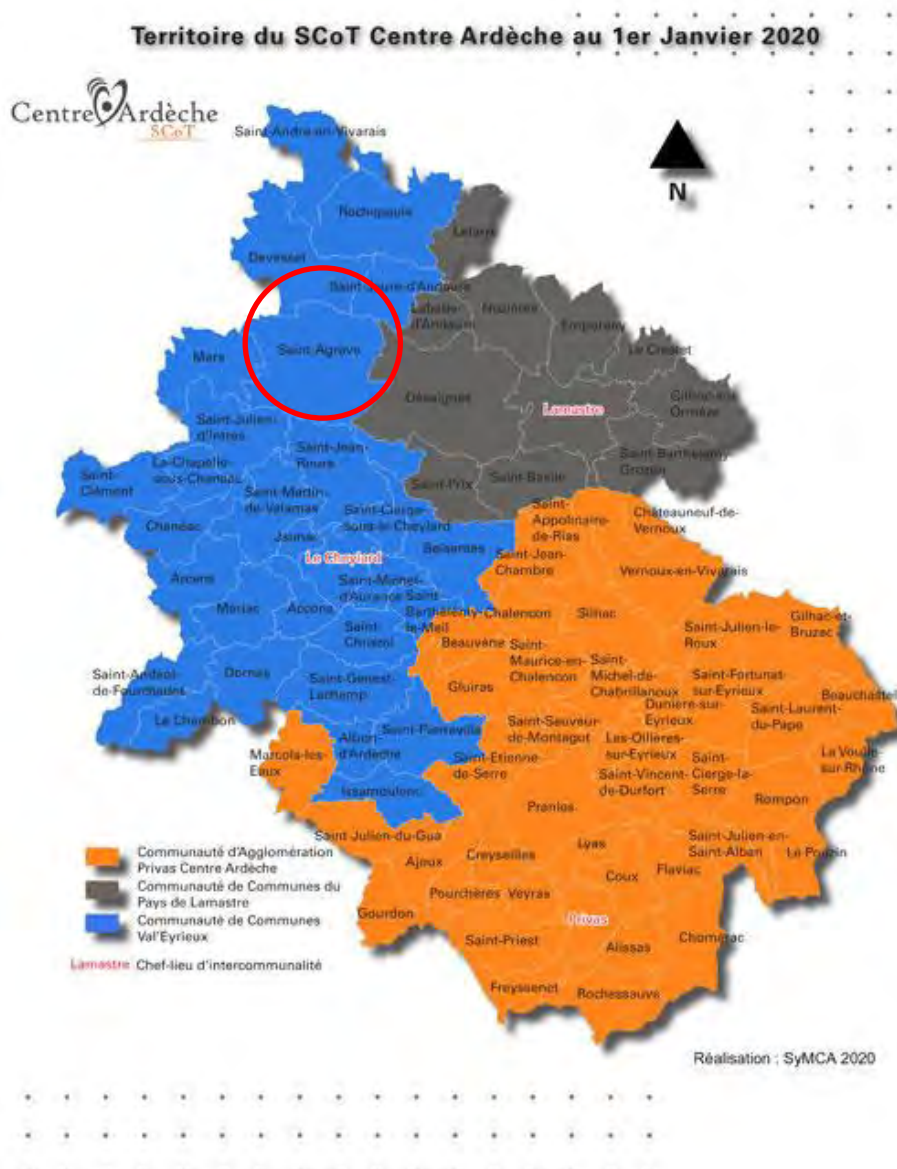 Territoire du SCoT Centre Ardèche au 1er Janvier 2020
Centre Ardèche
SCoT
N
Saint-André-en-Vivarais
Rochepaule
Lafarre
Devesset
Saint-Jeure-d'Andaure
Labatie-
d'Andaure
Nozières
Empurany
Le Crestet
Mars
Saint-Agrève
Désaignes
Lamastre
Gilhoc-sur-
Ormèze
Saint-Julien-
d'Intres
Saint-Jean-
Roure
Saint-Barthélemy-
Grozon
La-Chapelle-
sous-Chanéac
Saint-
Clément
Saint-Prix
Saint-Basile
Saint-Martin-
de-Valamas
Saint-Cierge-
sous-le Cheylard
Saint-
Appolinaire-
de-Rias
Châteauneuf-de-
Vernoux
Chanéac
Jaunac
Le Cheylard
Belsentes
Saint-Jean-
Chambre
Vernoux-en-Vivarais
Arcens
Saint-Michel-
d'Aurance
Saint
Barthélémy-
le-Meil
Mariac
Accons
Chalencon
Silhac
Gilhac-et-
Bruzac
Saint-
Christol
Beauvène
Saint-
Maurice-en-
Chalencon
Saint-
Michel-de-
Chabrillanoux
Saint-Julien-le-
Roux
Saint-Andéol-
de-Fourchades
Dornas
Saint-Genest-
Lachamp
Gluiras
Saint-Fortunat-
sur-Eyrieux
Beauchastel
Dunière-sur-
Eyrieux
Saint-Laurent-
du-Pape
Le Chambon
Saint-Pierreville
Saint-Sauveur-
de-Montagut
Les-Ollières-
sur-Eyrieux
Albon-
d'Ardèche
Marcols-les-
Eaux
Saint-Etienne
de-Serre
Saint-
Cierge-la-
Serre
La Voulte-
sur-Rhône
Saint-Vincent-
de-Durfort
Issamoulenc
Pranles
Rompon
Saint Julien-du-Gua
Lyas
Saint-Julien-en-
Saint-Alban
Le Pouzin
Ajoux
Creyseilles
Coux
Flaviac
Pourchères
Veyras
Gourdon
Privas
Saint-Priest
Alissas
Chomérac
Freyssenet
Rochessauve
Communauté d'Agglomération
Privas Centre Ardèche
Communauté de Communes du
Pays de Lamastre
Communauté de Communes
Val'Eyrieux
Lamastre Chef-lieu d'intercommunalité
Réalisation : SyMCA 2020